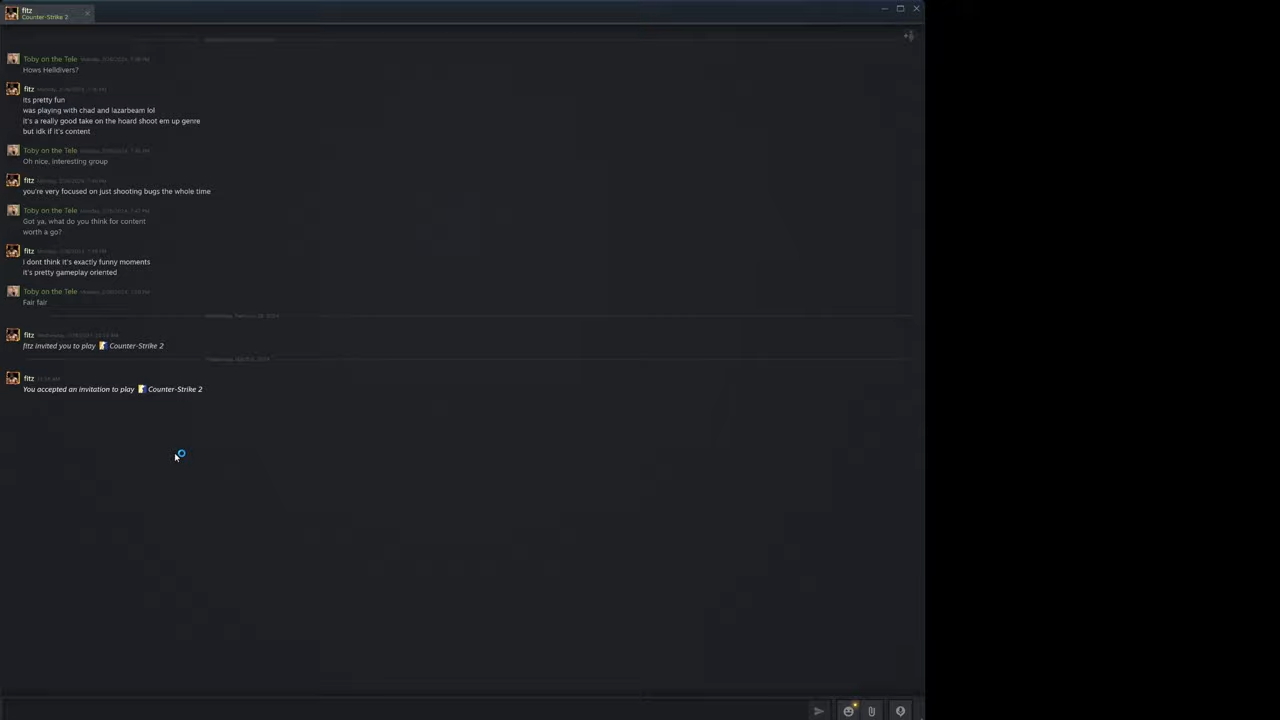 fitz
Counter-Strike 2
Toby on the Tele
Hows Helldivers?
fitz
its pretty fun
was playing with chad and lazarbeam lol
it's a really good take on the hoard shoot em up genre
but idk if it's content
Toby on the Tele
Oh nice, interesting group
fitz
you're very focused on just shooting bugs the whole time
Toby on the Tele
Got ya, what do you think for content
worth a go?
fitz
I dont think it's exactly funny moments
it's pretty gameplay oriented
Toby on the Tele
Fair fair
fitz
fitz invited you to play Counter-Strike 2
fitz
You accepted an invitation to play Counter-Strike 2